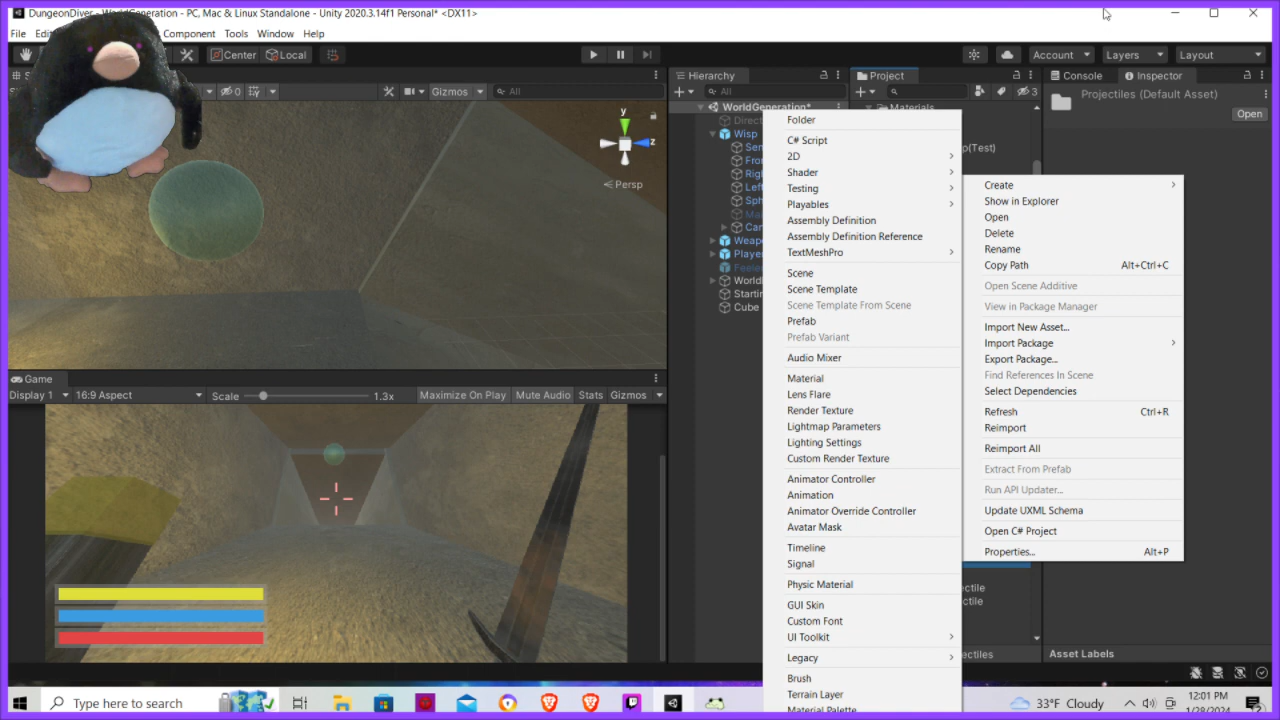 DungeonDiver - WorldGeneration - PC, Mac & Linux Standalone - Unity 2020.3.14f1 Personal* <DX11>
File Component Tools Window Help
Center Local Account Layers Layout
Hierarchy Project Console Inspector
0 Gizmos All
All 3
Projectiles (Default Asset)
Open
y
z
Persp
WorldGeneration*
Wisp
Materials
Folder
C# Script
2D
Shader
Testing
Playables
Assembly Definition
Assembly Definition Reference
TextMeshPro
Scene
Scene Template
Scene Template From Scene
Prefab
Prefab Variant
Audio Mixer
Material
Lens Flare
Render Texture
Lightmap Parameters
Lighting Settings
Custom Render Texture
Animator Controller
Animation
Animator Override Controller
Avatar Mask
Timeline
Signal
Physic Material
GUI Skin
Custom Font
UI Toolkit
Legacy
Brush
Terrain Layer
Material Palette
Create
Show in Explorer
Open
Delete
Rename
Copy Path Alt+Ctrl+C
Open Scene Additive
View in Package Manager
Import New Asset...
Import Package
Export Package...
Find References In Scene
Select Dependencies
Refresh Ctrl+R
Reimport
Reimport All
Extract From Prefab
Run API Updater...
Update UXML Schema
Open C# Project
Properties... Alt+P
Cube
Game
Display 1 16:9 Aspect Scale 1.3x Maximize On Play Mute Audio Stats Gizmos
Asset Labels
Type here to search
33°F Cloudy
12:01 PM
1/28/2024